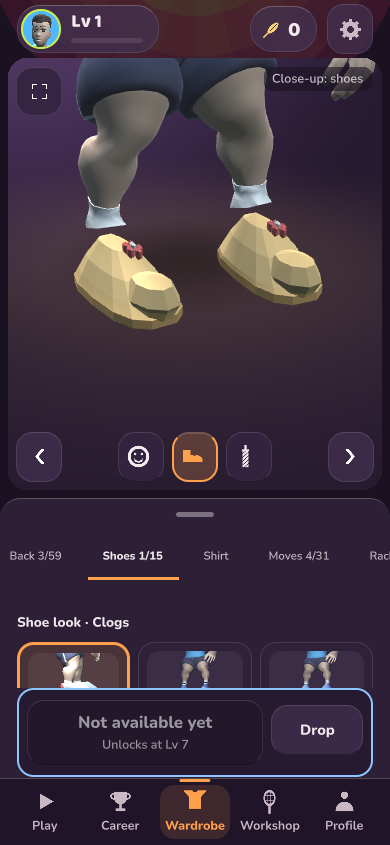 Lv 1
0
Close-up: shoes
Back 3/59
Shoes 1/15
Shirt
Moves 4/31
Shoe look · Clogs
Not available yet
Unlocks at Lv 7
Drop
Play
Career
Wardrobe
Workshop
Profile